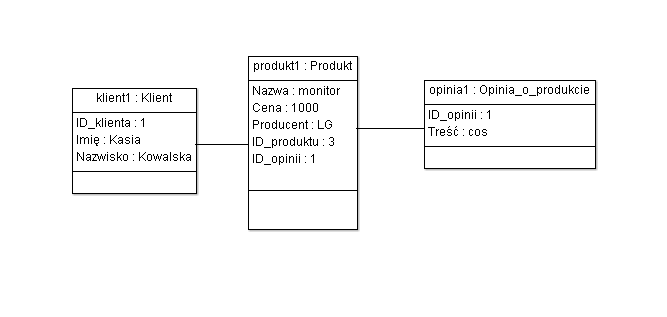 klient1 : Klient
ID_klienta : 1
Imię : Kasia
Nazwisko : Kowalska
produkt1 : Produkt
Nazwa : monitor
Cena : 1000
Producent : LG
ID_produktu : 3
ID_opinii : 1
opinia1 : Opinia_o_produkcie
ID_opinii : 1
Treść : cos